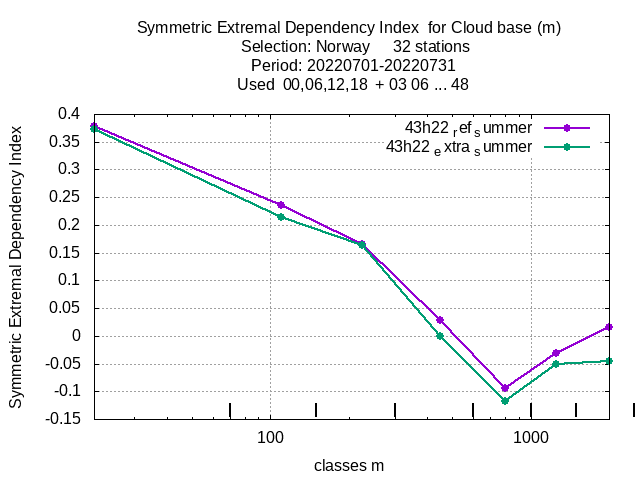 Symmetric Extremal Dependency Index for Cloud base (m)
Selection: Norway 32 stations
Period: 20220701-20220731
Used 00,06,12,18 + 03 06 ... 48
Symmetric Extremal Dependency Index
0.4
0.35
0.3
0.25
0.2
0.15
0.1
0.05
0
-0.05
-0.1
-0.15
43h22 ref summer
43h22 extra summer
100
1000
classes m